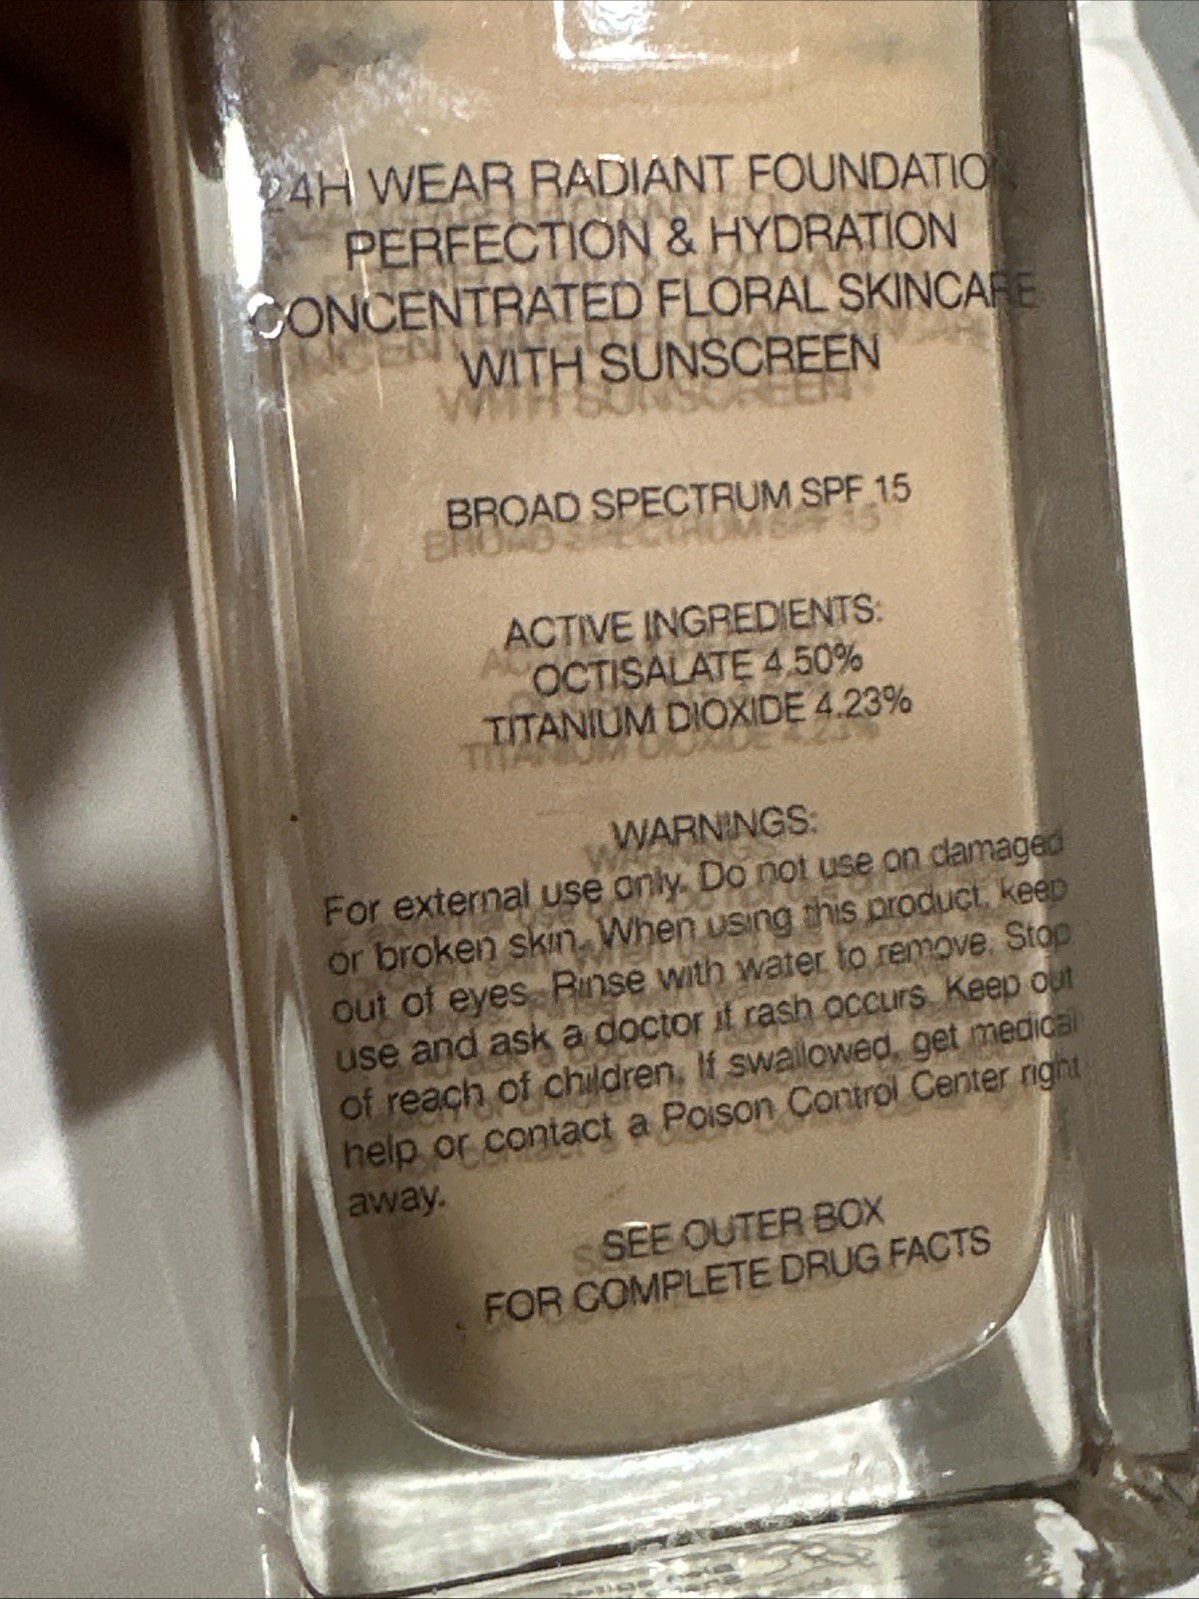 24H WEAR RADIANT FOUNDATION
PERFECTION & HYDRATION
CONCENTRATED FLORAL SKINCARE
WITH SUNSCREEN
BROAD SPECTRUM SPF 15
ACTIVE INGREDIENTS:
OCTISALATE 4.50%
TITANIUM DIOXIDE 4.23%
WARNINGS:
For external use only. Do not use on damaged
or broken skin. When using this product, keep
out of eyes. Rinse with water to remove. Stop
use and ask a doctor if rash occurs. Keep out
of reach of children. If swallowed, get medical
help or contact a Poison Control Center right
away.
SEE OUTER BOX
FOR COMPLETE DRUG FACTS